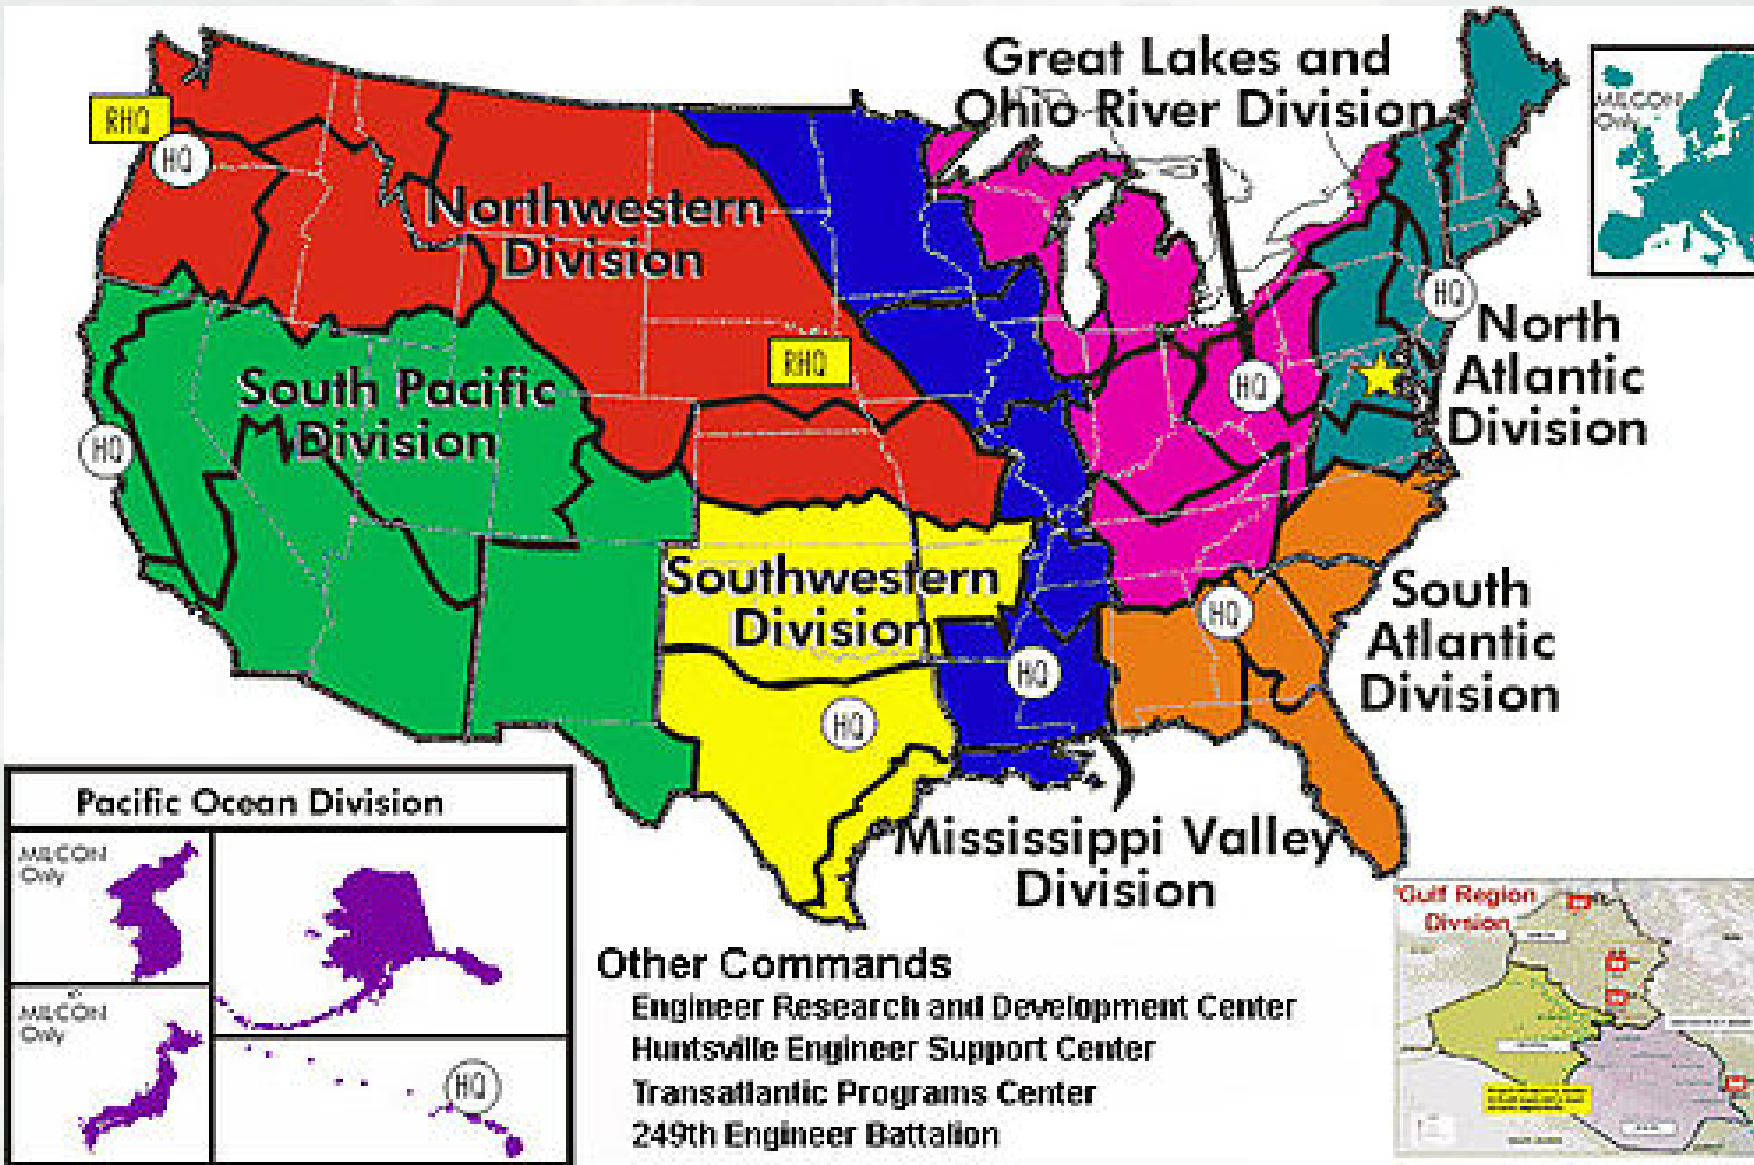 Great Lakes and
Ohio River Division
MILCON
Only
RHQ
HQ
Northwestern
Division
HQ
North
Atlantic
Division
RHQ
HQ
South Pacific
Division
HQ
Southwestern
Division
HQ
South
Atlantic
Division
HQ
HQ
Mississippi Valley
Division
Pacific Ocean Division
MILCON
Only
MILCON
Only
HQ
Gulf Region
Division
Other Commands
Engineer Research and Development Center
Huntsville Engineer Support Center
Transatlantic Programs Center
249th Engineer Battalion